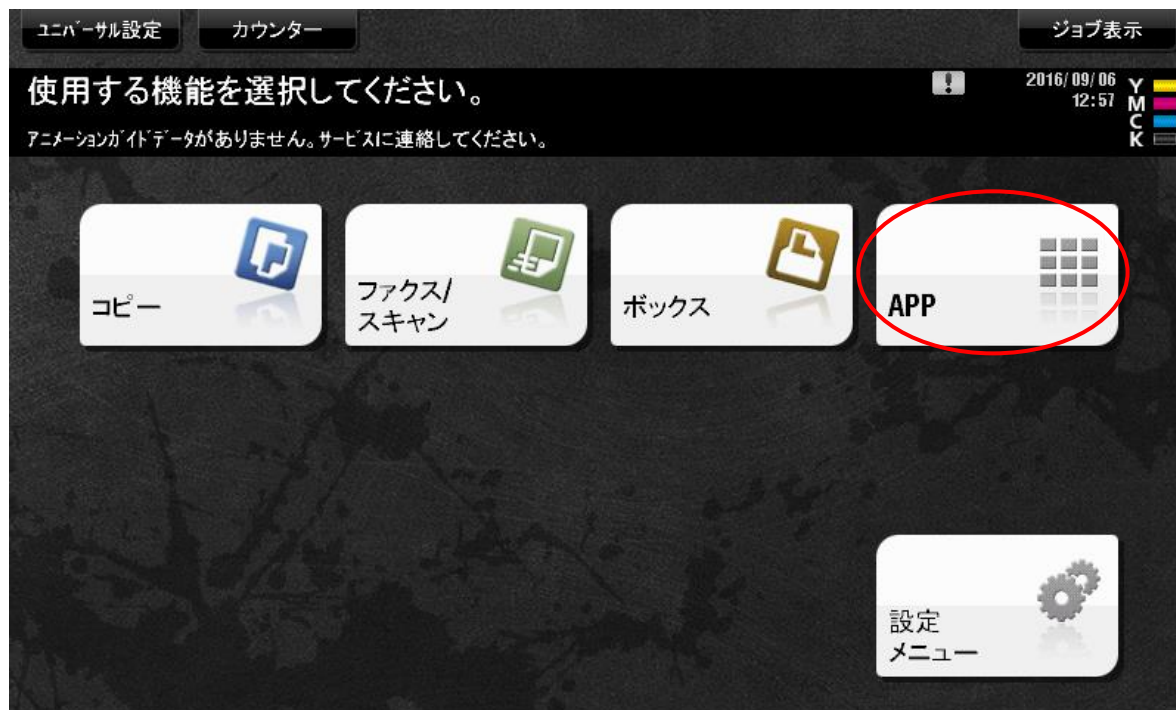 ユニバーサル設定
カウンター
ジョブ表示
使用する機能を選択してください。
2016/09/06
12:57
アニメーションガイドデータがありません。サービスに連絡してください。
Y
M
C
K
コピー
ファクス/
スキャン
ボックス
APP
設定
メニュー